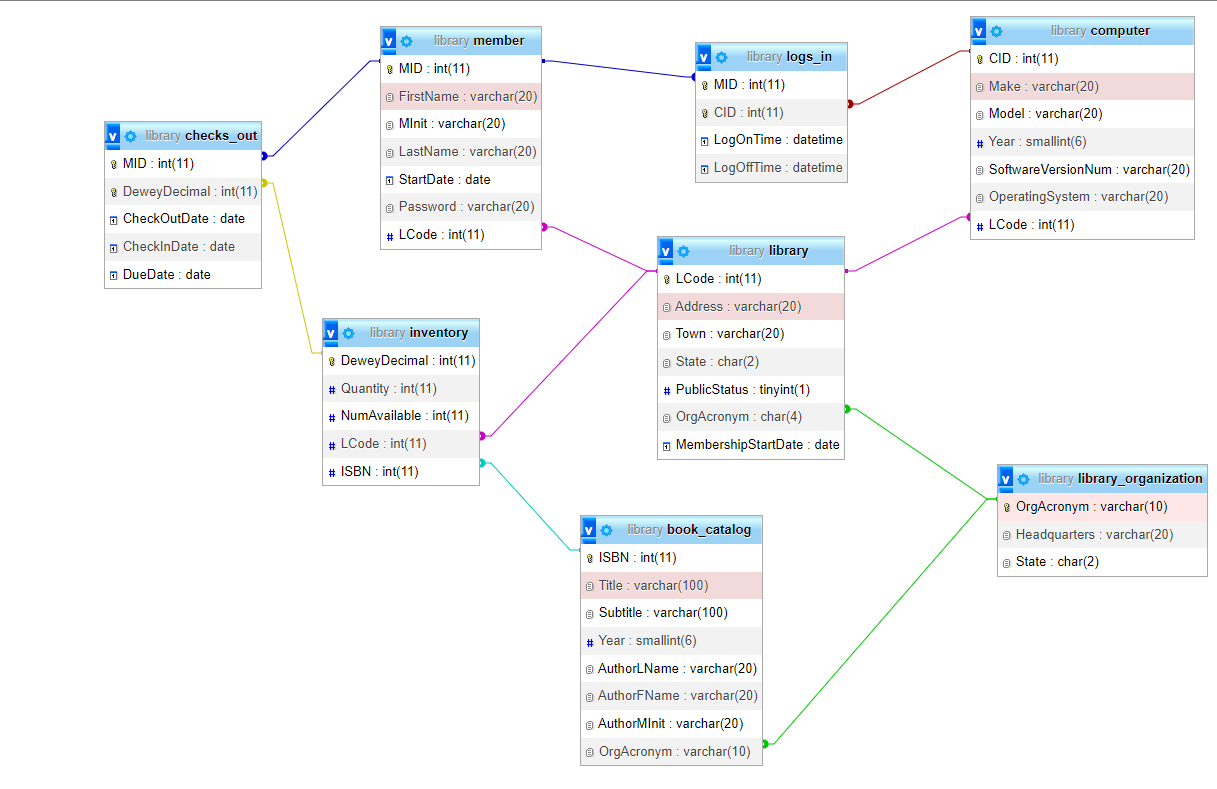 library member
MID : int(11)
FirstName : varchar(20)
MInit : varchar(20)
LastName : varchar(20)
StartDate : date
Password : varchar(20)
LCode : int(11)
library logs_in
MID : int(11)
CID : int(11)
LogOnTime : datetime
LogOffTime : datetime
library computer
CID : int(11)
Make : varchar(20)
Model : varchar(20)
Year : smallint(6)
SoftwareVersionNum : varchar(20)
OperatingSystem : varchar(20)
LCode : int(11)
library checks_out
MID : int(11)
DeweyDecimal : int(11)
CheckOutDate : date
CheckInDate : date
DueDate : date
library library
LCode : int(11)
Address : varchar(20)
Town : varchar(20)
State : char(2)
PublicStatus : tinyint(1)
OrgAcronym : char(4)
MembershipStartDate : date
library inventory
DeweyDecimal : int(11)
Quantity : int(11)
NumAvailable : int(11)
LCode : int(11)
ISBN : int(11)
library library_organization
OrgAcronym : varchar(10)
Headquarters : varchar(20)
State : char(2)
library book_catalog
ISBN : int(11)
Title : varchar(100)
Subtitle : varchar(100)
Year : smallint(6)
AuthorLName : varchar(20)
AuthorFName : varchar(20)
AuthorMInit : varchar(20)
OrgAcronym : varchar(10)